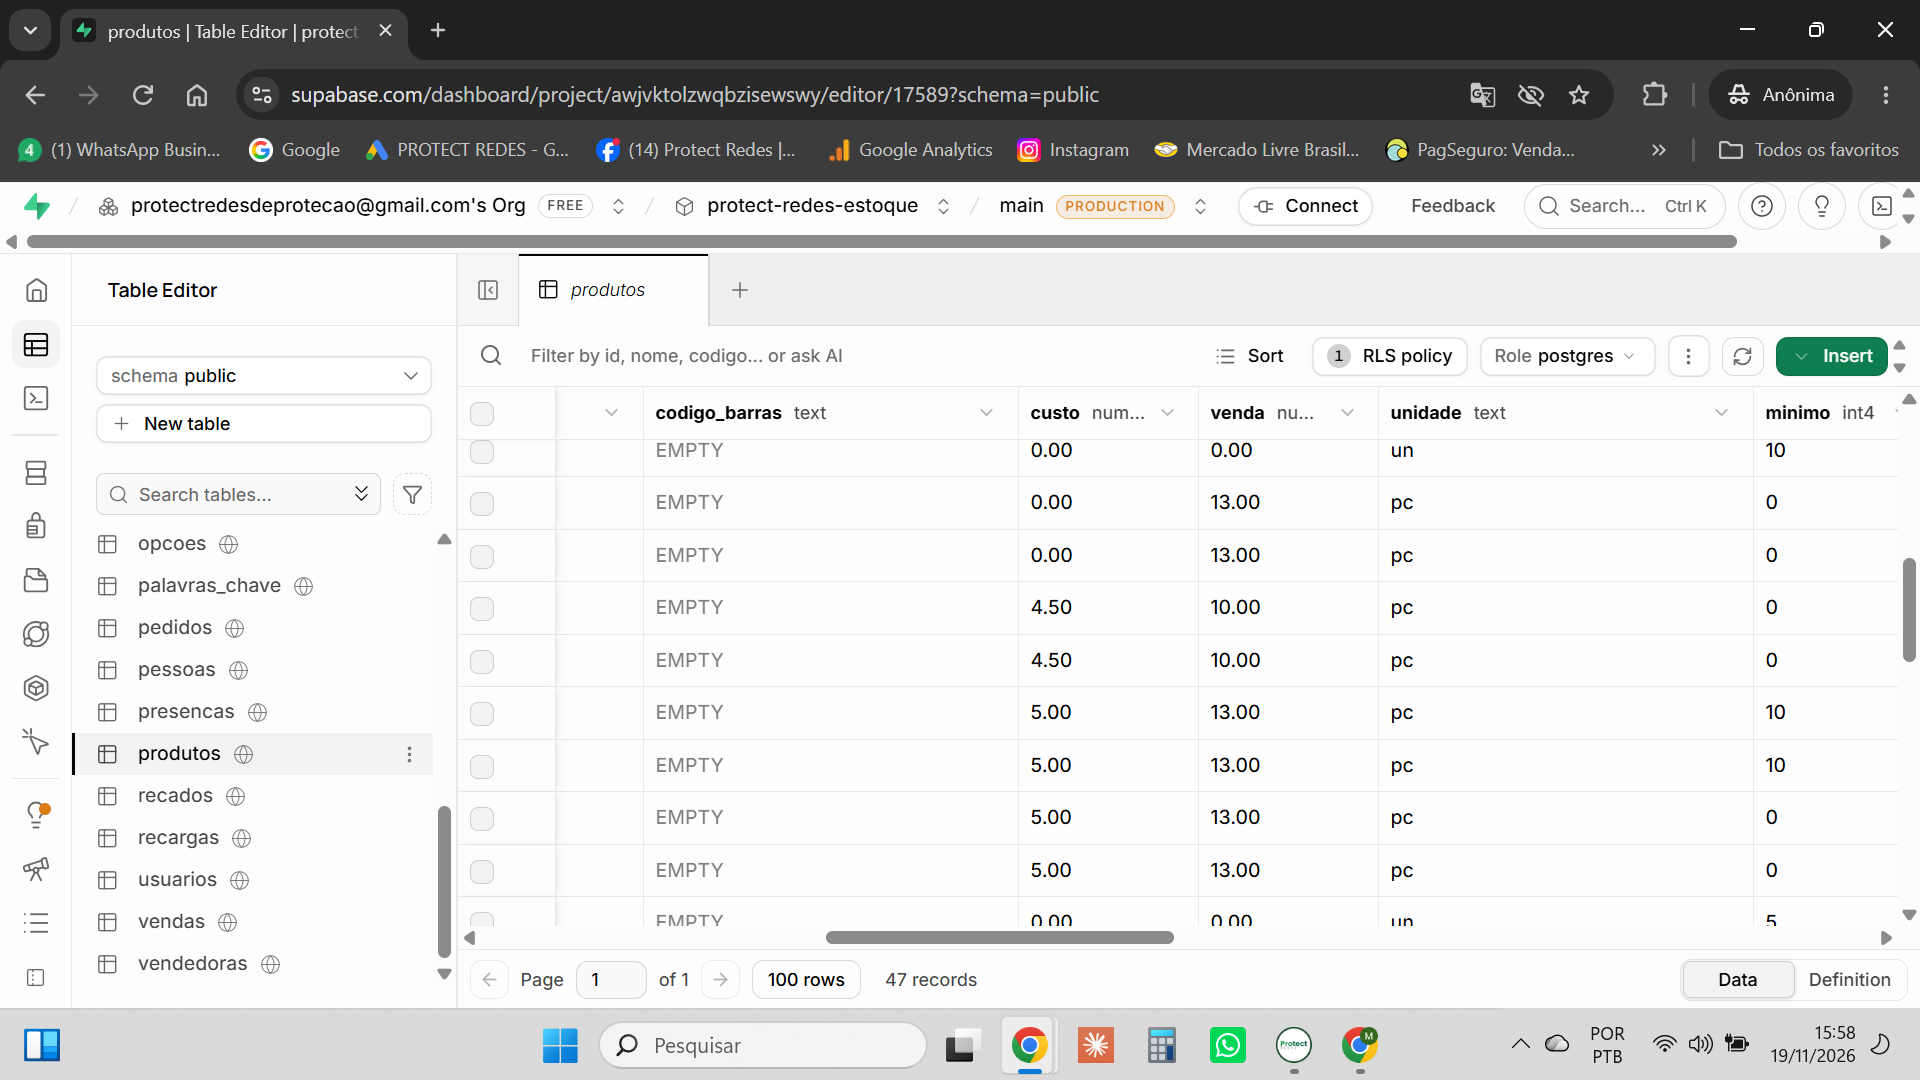 produtos | Table Editor | protect
supabase.com/dashboard/project/awjvktolzwqbzisewswy/editor/17589?schema=public
Anônima
4 (1) WhatsApp Busin...
Google
PROTECT REDES - G...
(14) Protect Redes |...
Google Analytics
Instagram
Mercado Livre Brasil...
PagSeguro: Venda...
Todos os favoritos
protectredesdeprotecao@gmail.com's Org FREE
protect-redes-estoque
main PRODUCTION
Connect
Feedback
Search... Ctrl K
Table Editor
produtos
schema public
New table
Search tables...
opcoes
palavras_chave
pedidos
pessoas
presencas
produtos
recados
recargas
usuarios
vendas
vendedoras
Filter by id, nome, codigo... or ask AI
Sort
1 RLS policy
Role postgres
Insert
codigo_barras text custo num... venda nu... unidade text minimo int4
EMPTY 0.00 0.00 un 10
EMPTY 0.00 13.00 pc 0
EMPTY 0.00 13.00 pc 0
EMPTY 4.50 10.00 pc 0
EMPTY 4.50 10.00 pc 0
EMPTY 5.00 13.00 pc 10
EMPTY 5.00 13.00 pc 10
EMPTY 5.00 13.00 pc 0
EMPTY 5.00 13.00 pc 0
EMPTY 0.00 0.00 un 5
Page 1 of 1
100 rows
47 records
Data
Definition
Pesquisar
Protect
M
POR
PTB
15:58
19/11/2026